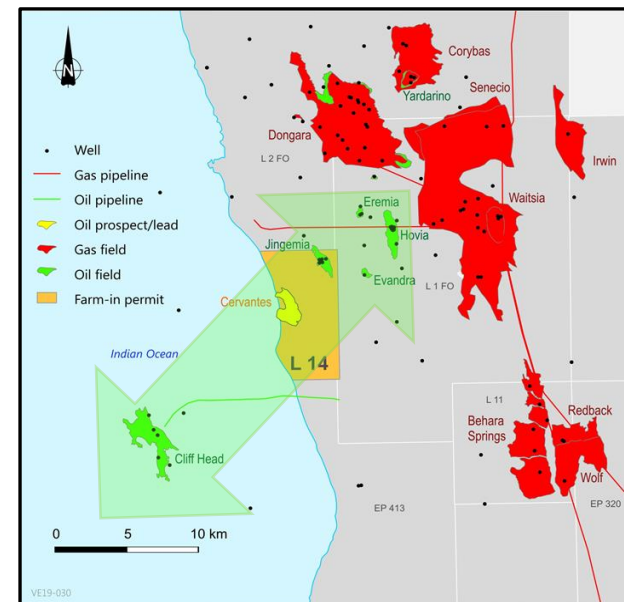 N
Corybas
Yardarino
Senecio
Dongara
L 2 FO
Irwin
Well
Gas pipeline
Oil pipeline
Oil prospect/lead
Gas field
Oil field
Farm-in permit
Eremia
Waitsia
Hovia
Jingemia
Evandra
L 1 FO
Cervantes
Indian Ocean
L 14
L 11
Redback
Behara
Springs
Cliff Head
Wolf
EP 413
EP 320
0 5 10 km
VE19-030